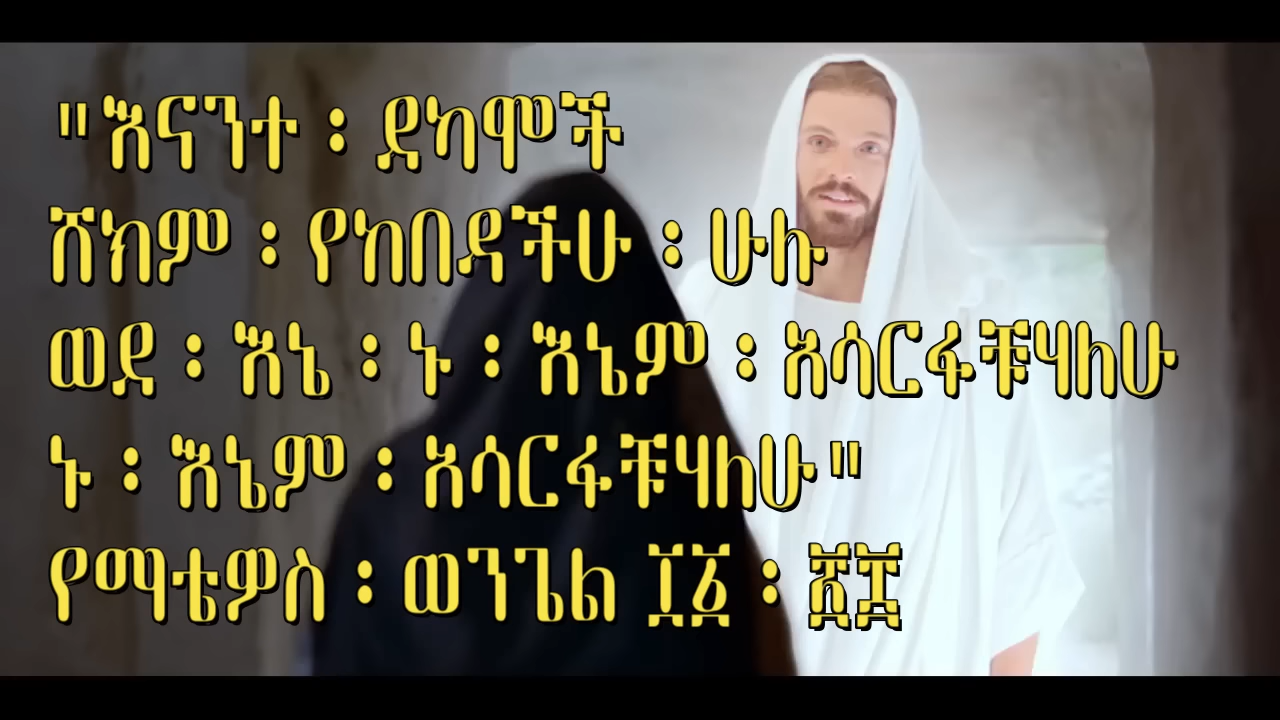 "እናንተ ፡ ደካሞች
ሸክም ፡ የከበዳችሁ ፡ ሁሉ
ወደ ፡ እኔ ፡ ኑ ፡ እኔም ፡ አሳርፋቹሃለሁ
ኑ ፡ እኔም ፡ አሳርፋቹሃለሁ"
የማቴዎስ ፡ ወንጌል ፲፩ ፡ ፳፰